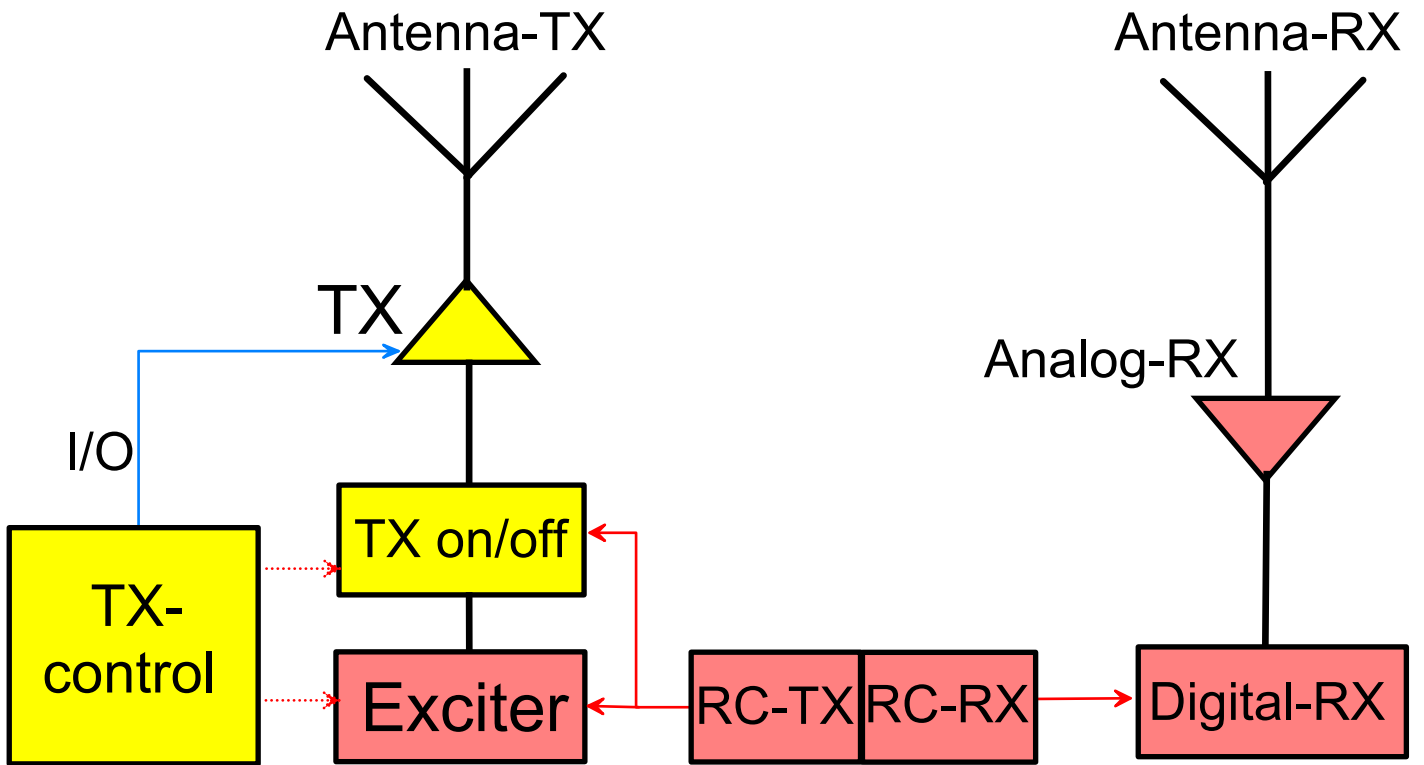 Antenna-TX
Antenna-RX
TX
Analog-RX
I/O
TX on/off
TX-
control
Exciter
RC-TX
RC-RX
Digital-RX